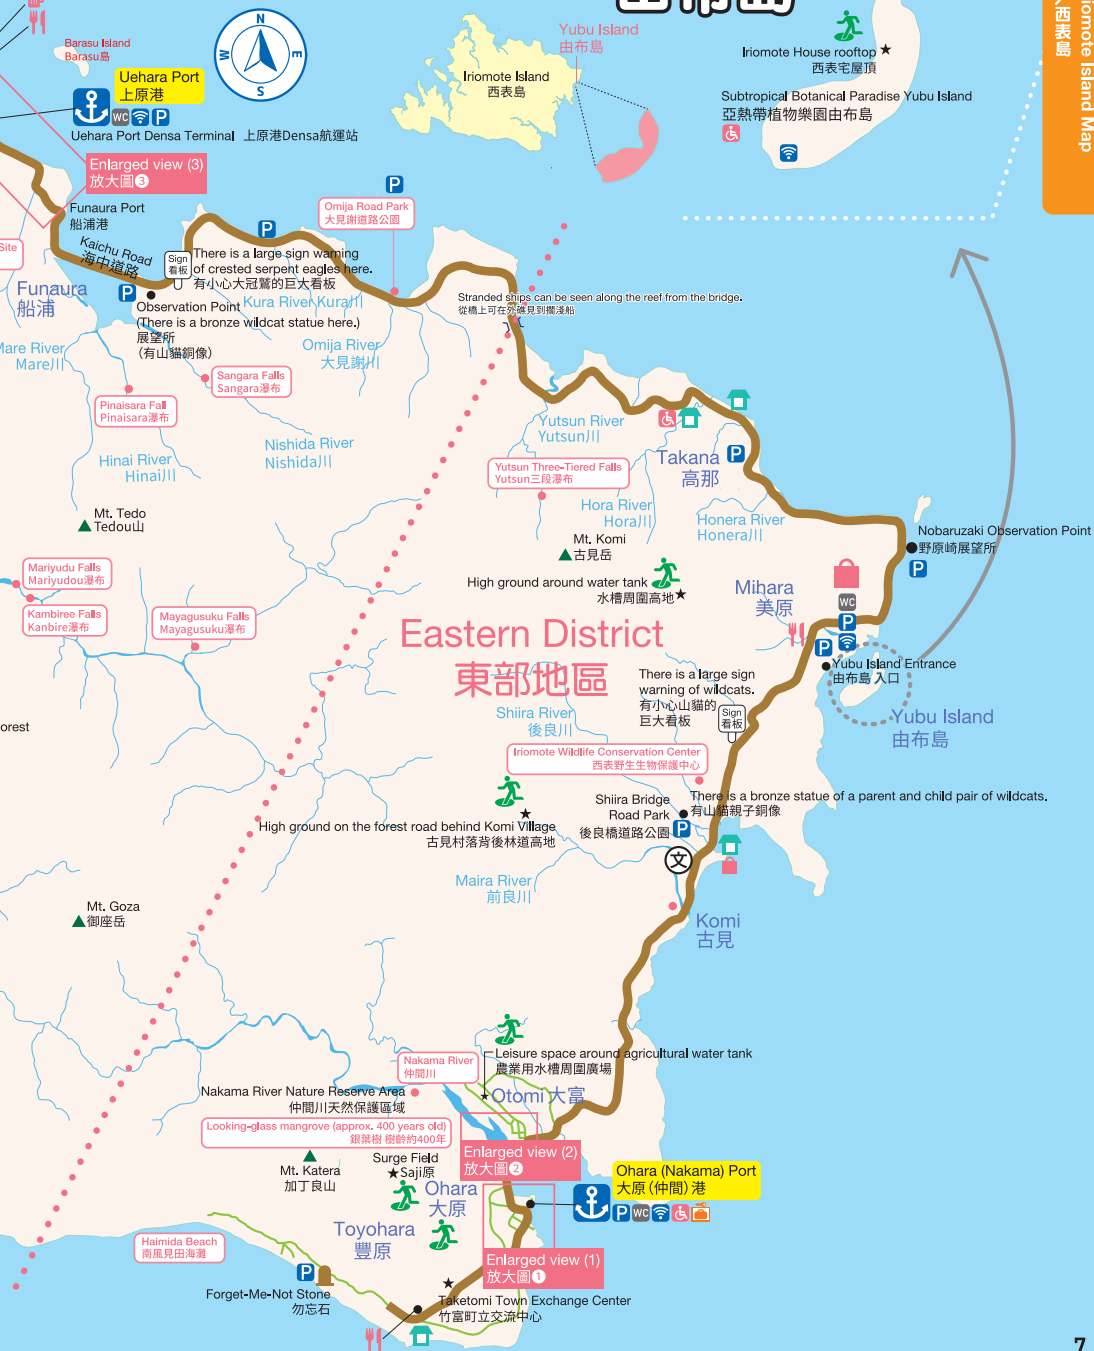 Barasu Island
Barasu島
Uehara Port
上原港
WC
P
Uehara Port Densa Terminal 上原港Densa航運站
Enlarged view (3)
放大圖❸
N
W
E
S
Yubu Island
由布島
Iriomote Island
西表島
Iriomote House rooftop ★
西表宅屋頂
Subtropical Botanical Paradise Yubu Island
亞熱帶植物樂園由布島
Iriomote Island Map
西表島
Funaura Port
船浦港
Kaichu Road
海中道路
Sign
看板
There is a large sign warning
of crested serpent eagles here.
有小心大冠鷲的巨大看板
P
P
Omija Road Park
大見謝道路公園
Site
Funaura
船浦
P
Observation Point
(There is a bronze wildcat statue here.)
展望所
(有山貓銅像)
Kura River Kura川
Stranded ships can be seen along the reef from the bridge.
從橋上可在外礁見到擱淺船
Mare River
Mare川
Omija River
大見謝川
Sangara Falls
Sangara瀑布
Pinaisara Fall
Pinaisara瀑布
Nishida River
Nishida川
Hinai River
Hinai川
Yutsun River
Yutsun川
Takana
高那
P
Yutsun Three-Tiered Falls
Yutsun三段瀑布
Hora River
Hora川
Honera River
Honera川
Mt. Tedo
Tedou山
Mt. Komi
古見岳
Nobaruzaki Observation Point
野原崎展望所
P
Mariyudu Falls
Mariyudou瀑布
Kambiree Falls
Kanbire瀑布
Mayagusuku Falls
Mayagusuku瀑布
High ground around water tank
水槽周圍高地★
Mihara
美原
WC
P
P
Eastern District
東部地區
Yubu Island Entrance
由布島 入口
There is a large sign
warning of wildcats.
有小心山貓的
巨大看板
Sign
看板
Yubu Island
由布島
orest
Shiira River
後良川
Iriomote Wildlife Conservation Center
西表野生生物保護中心
Shiira Bridge
Road Park
後良橋道路公園
P
There is a bronze statue of a parent and child pair of wildcats.
有山貓親子銅像
High ground on the forest road behind Komi Village
古見村落背後林道高地
文
Maira River
前良川
Mt. Goza
御座岳
Komi
古見
Leisure space around agricultural water tank
農業用水槽周圍廣場
Nakama River
仲間川
Nakama River Nature Reserve Area
仲間川天然保護區域
★Otomi 大富
Looking-glass mangrove (approx. 400 years old)
銀葉樹 樹齡約400年
Enlarged view (2)
放大圖❷
Mt. Katera
加丁良山
Surge Field
★Saji原
Ohara
大原
Ohara (Nakama) Port
大原(仲間)港
P
WC
Toyohara
豐原
Haimida Beach
南風見田海灘
Enlarged view (1)
放大圖❶
P
Forget-Me-Not Stone
勿忘石
Taketomi Town Exchange Center
竹富町立交流中心
7